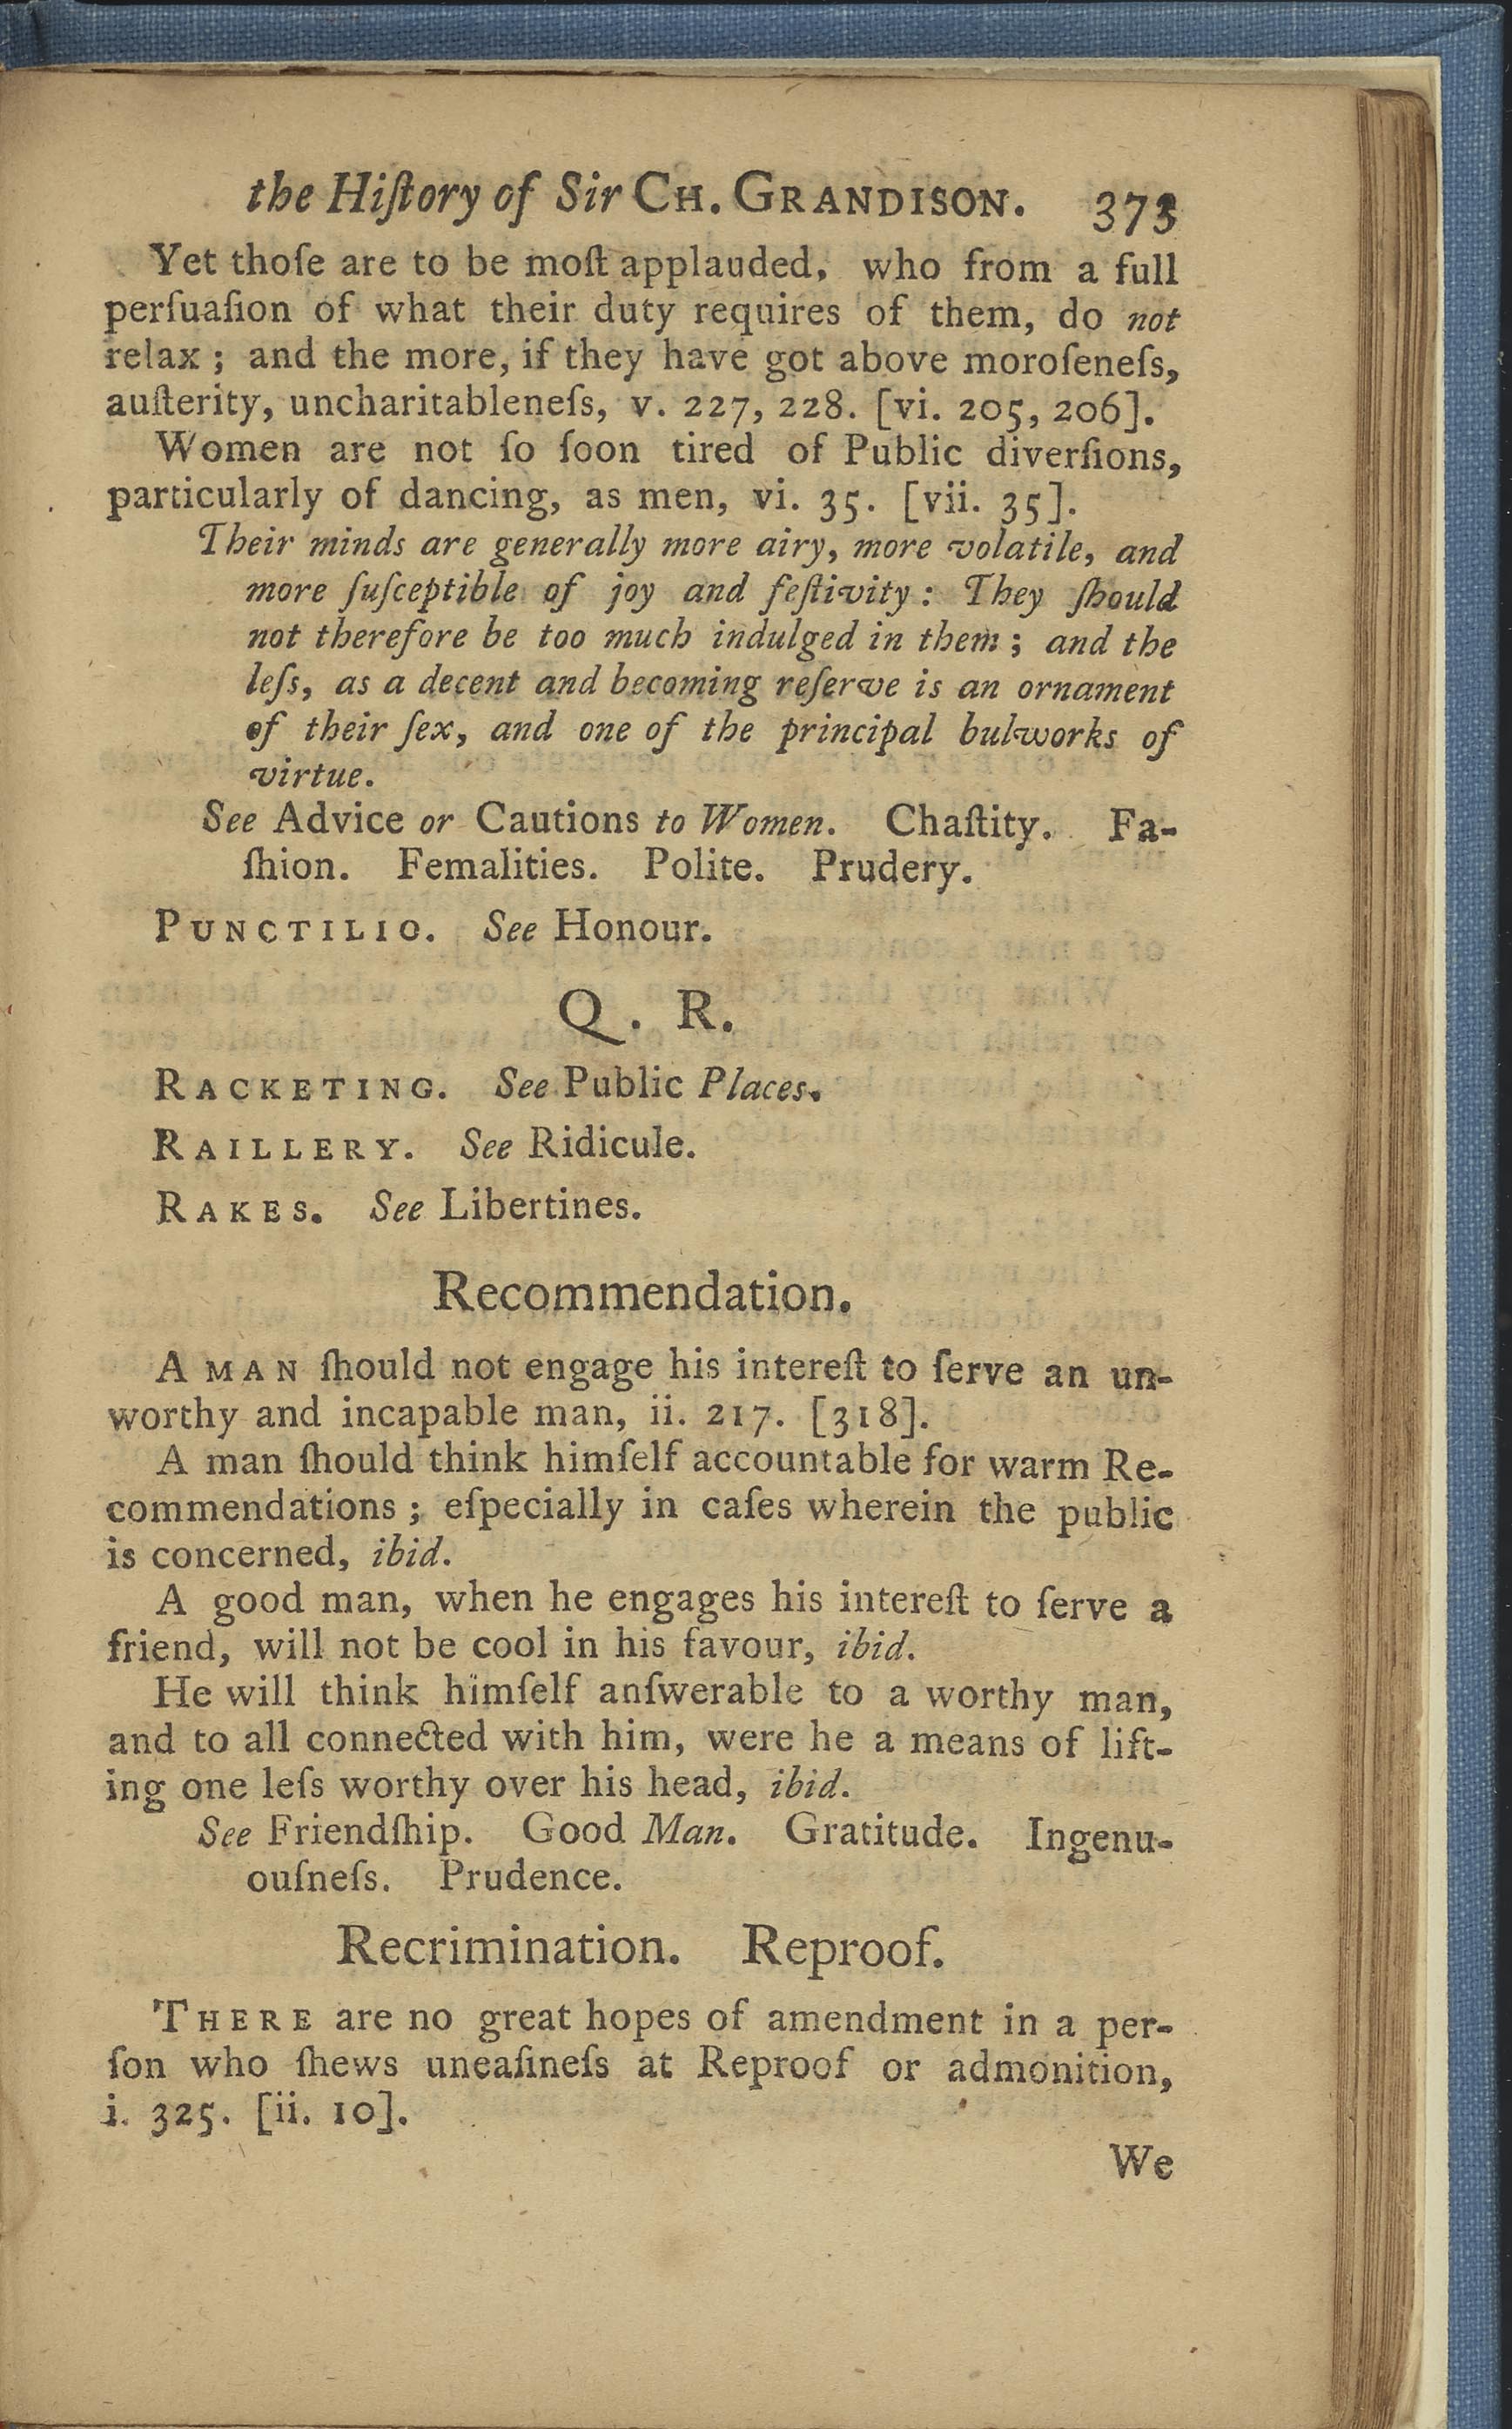 the Hiſtory of Sir CH. GRANDISON. 373
Yet thoſe are to be moſt applauded, who from a full
perſuaſion of what their duty requires of them, do not
relax ; and the more, if they have got above moroſeneſs,
auſterity, uncharitableneſs, v. 227, 228. [vi. 205, 206].
Women are not ſo ſoon tired of Public diverſions,
particularly of dancing, as men, vi. 35. [vii. 35].
Their minds are generally more airy, more volatile, and
more ſuſceptible of joy and feſtivity : They ſhould
not therefore be too much indulged in them ; and the
leſs, as a decent and becoming reſerve is an ornament
of their ſex, and one of the principal bulworks of
virtue.
See Advice or Cautions to Women. Chaſtity. Fa-
ſhion. Femalities. Polite. Prudery.
PUNCTILIO. See Honour.
Q. R.
RACKETING. See Public Places.
RAILLERY. See Ridicule.
RAKES. See Libertines.
Recommendation.
A MAN ſhould not engage his intereſt to ſerve an un-
worthy and incapable man, ii. 217. [318].
A man ſhould think himſelf accountable for warm Re-
commendations ; eſpecially in caſes wherein the public
is concerned, ibid.
A good man, when he engages his intereſt to ſerve a
friend, will not be cool in his favour, ibid.
He will think himſelf anſwerable to a worthy man,
and to all connected with him, were he a means of lift-
ing one leſs worthy over his head, ibid.
See Friendſhip. Good Man. Gratitude. Ingenu-
ouſneſs. Prudence.
Recrimination. Reproof.
THERE are no great hopes of amendment in a per-
ſon who ſhews uneaſineſs at Reproof or admonition,
i. 325. [ii. 10].
We